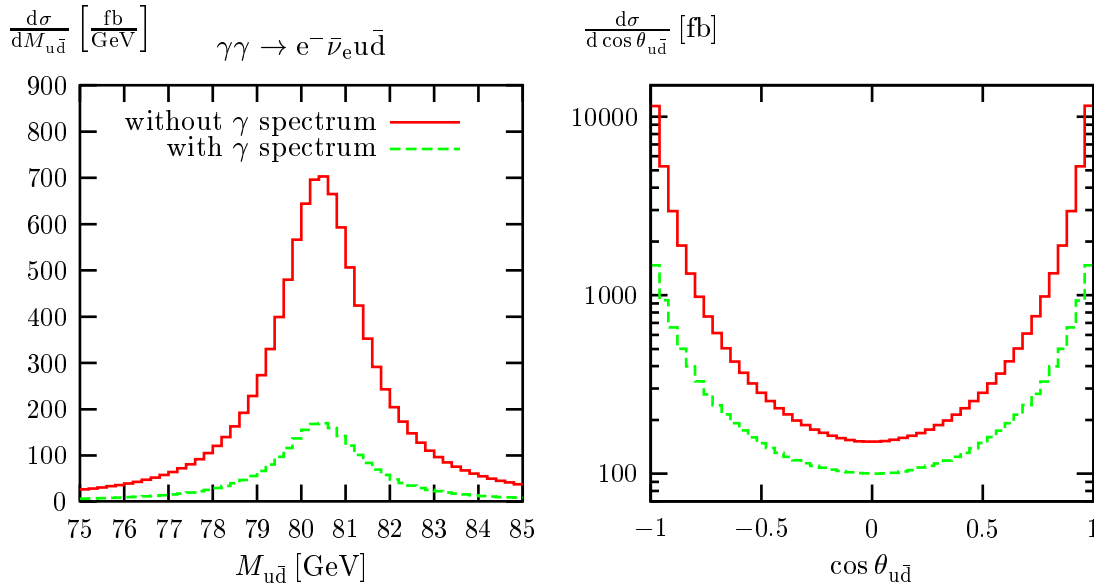 dσ/dM_ud̄ [fb/GeV]
γγ → e⁻ ν̄ₑud̄
900
800
700
600
500
400
300
200
100
0
without γ spectrum
with γ spectrum
75 76 77 78 79 80 81 82 83 84 85
M_ud̄ [GeV]
dσ/d cos θ_ud̄ [fb]
10000
1000
100
−1 −0.5 0 0.5 1
cos θ_ud̄